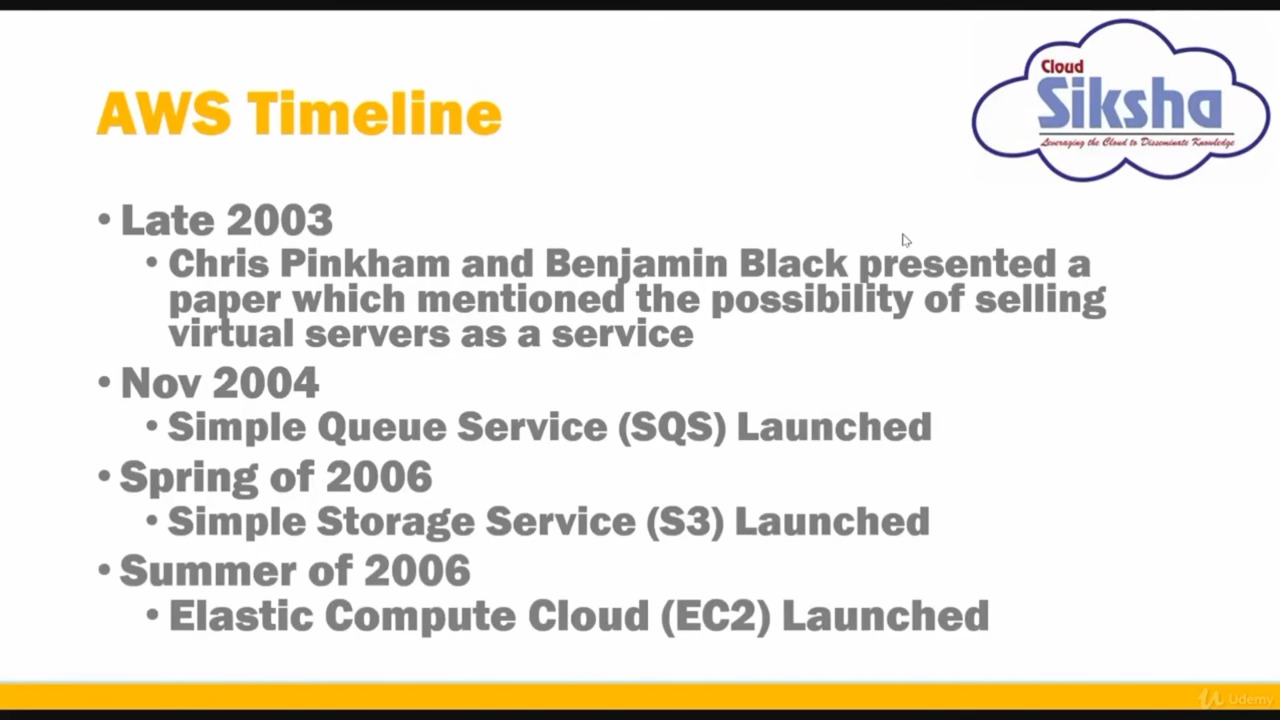 Cloud
Siksha
Leveraging the Cloud to Disseminate Knowledge
AWS Timeline
• Late 2003
• Chris Pinkham and Benjamin Black presented a
paper which mentioned the possibility of selling
virtual servers as a service
• Nov 2004
• Simple Queue Service (SQS) Launched
• Spring of 2006
• Simple Storage Service (S3) Launched
• Summer of 2006
• Elastic Compute Cloud (EC2) Launched
Udemy